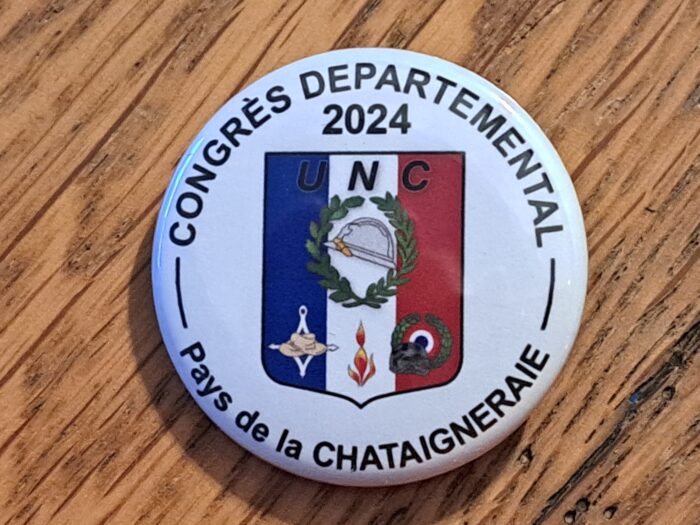 CONGRÈS DEPARTEMENTAL
2024
UNC
Pays de la CHATAIGNERAIE